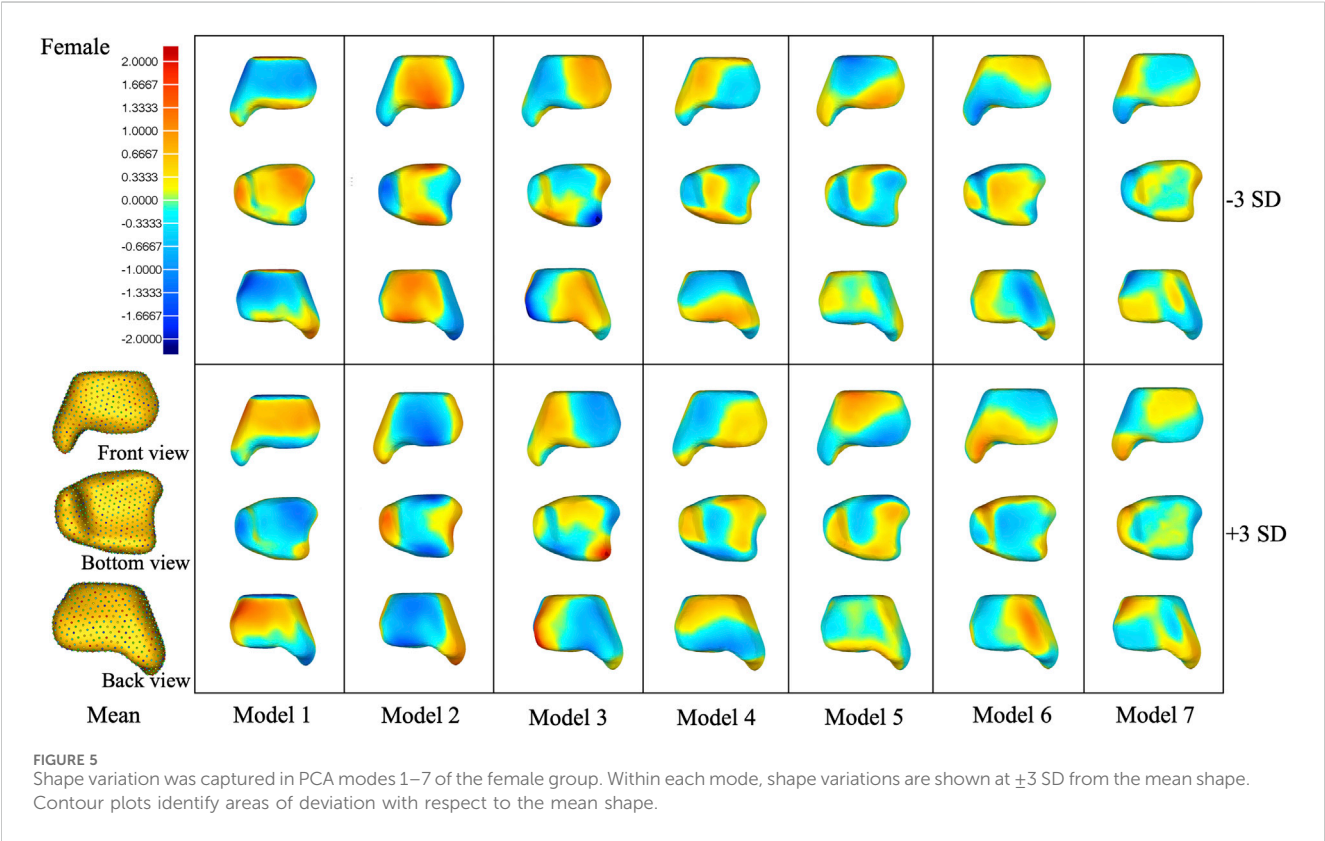 Female
2.0000
1.6667
1.3333
1.0000
0.6667
0.3333
0.0000
-0.3333
-0.6667
-1.0000
-1.3333
-1.6667
-2.0000
-3 SD
Front view
Bottom view
+3 SD
Back view
Mean Model 1 Model 2 Model 3 Model 4 Model 5 Model 6 Model 7
FIGURE 5
Shape variation was captured in PCA modes 1–7 of the female group. Within each mode, shape variations are shown at ±3 SD from the mean shape.
Contour plots identify areas of deviation with respect to the mean shape.